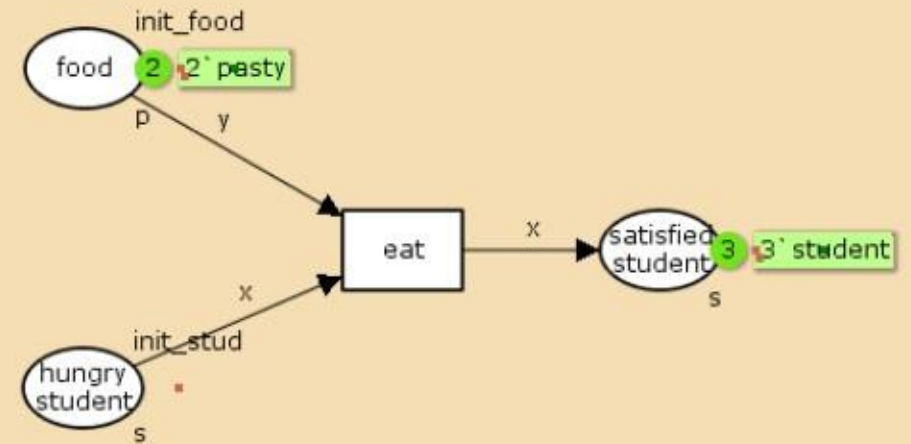 init_food
food
2
2`pasty
p
y
eat
x
satisfied
student
3
3`student
s
x
init_stud
hungry
student
s